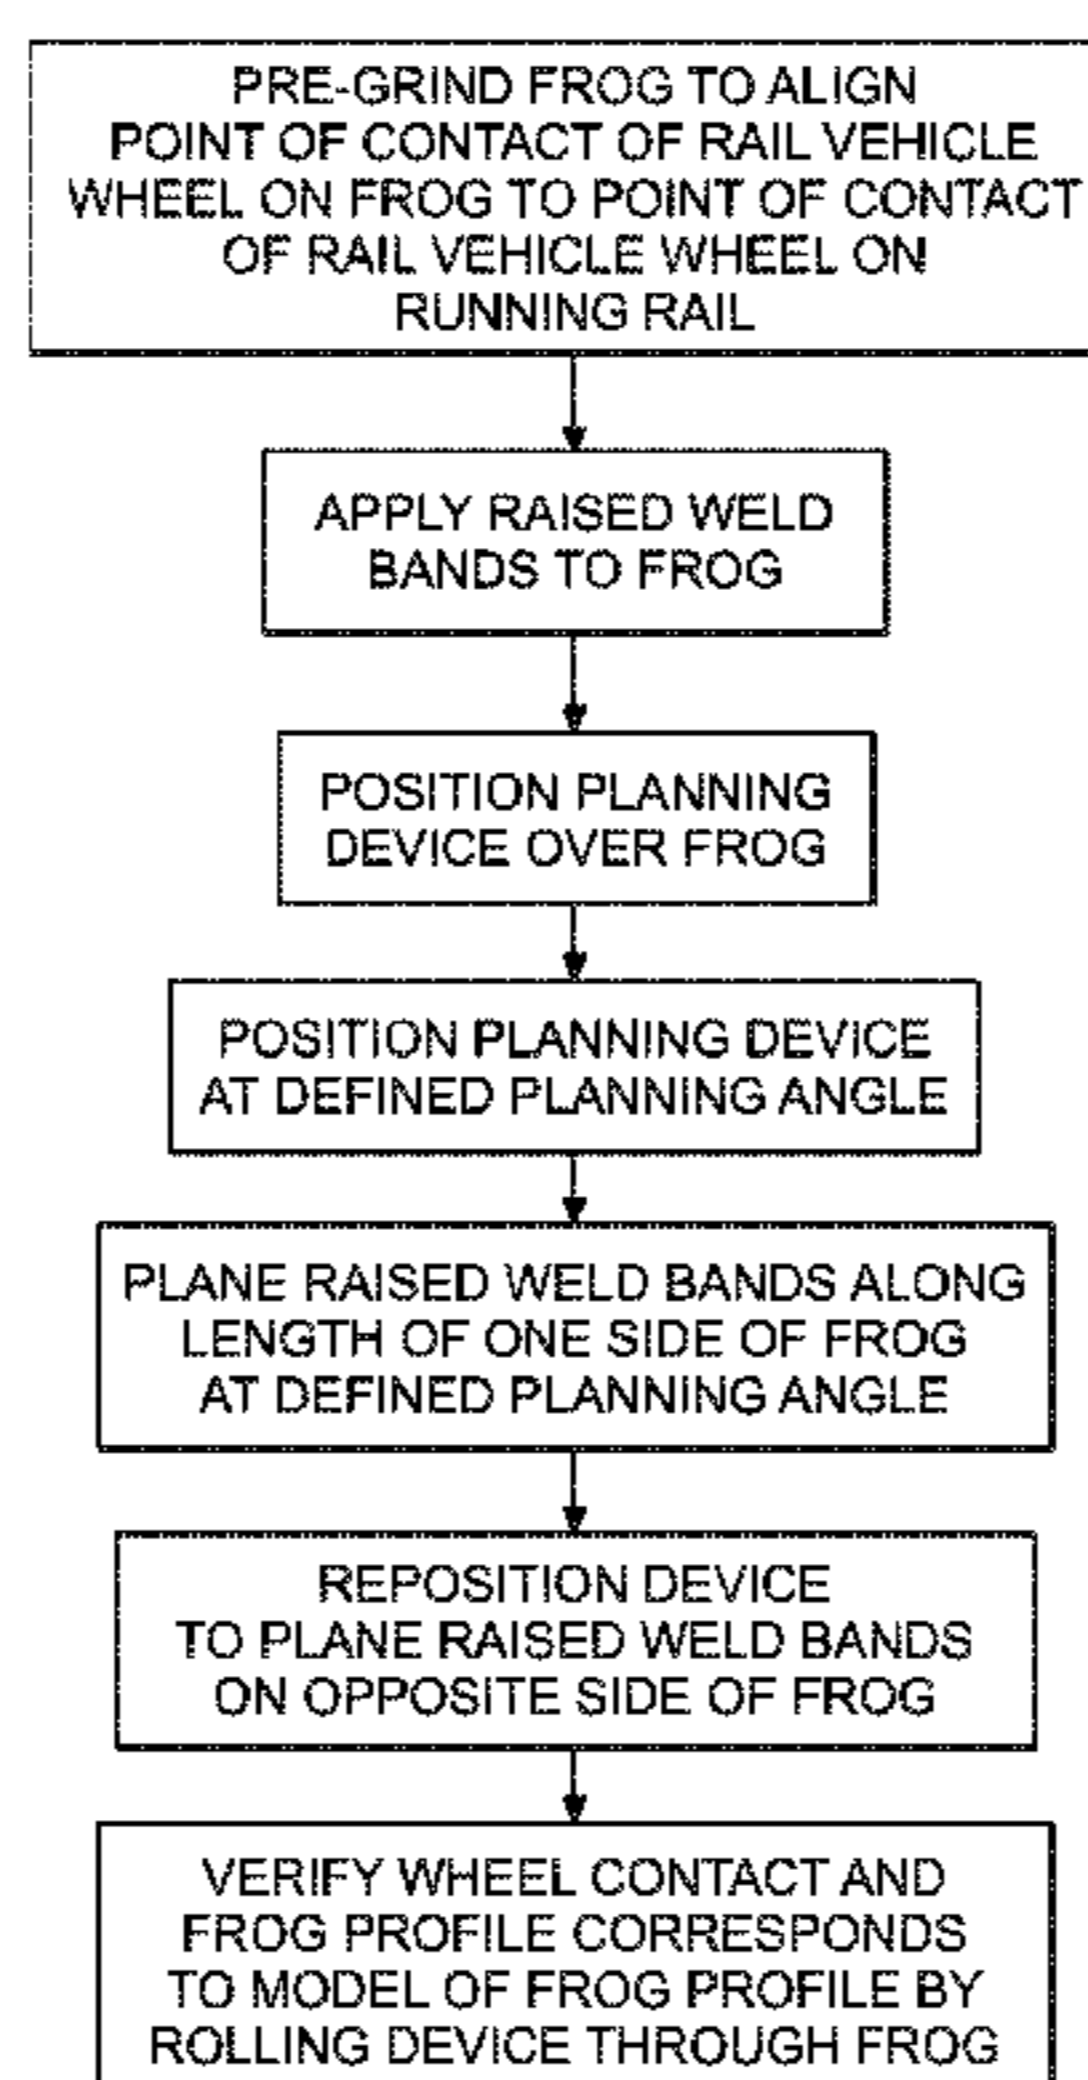 PRE-GRIND FROG TO ALIGN
POINT OF CONTACT OF RAIL VEHICLE
WHEEL ON FROG TO POINT OF CONTACT
OF RAIL VEHICLE WHEEL ON
RUNNING RAIL
APPLY RAISED WELD
BANDS TO FROG
POSITION PLANNING
DEVICE OVER FROG
POSITION PLANNING DEVICE
AT DEFINED PLANNING ANGLE
PLANE RAISED WELD BANDS ALONG
LENGTH OF ONE SIDE OF FROG
AT DEFINED PLANNING ANGLE
REPOSITION DEVICE
TO PLANE RAISED WELD BANDS
ON OPPOSITE SIDE OF FROG
VERIFY WHEEL CONTACT AND
FROG PROFILE CORRESPONDS
TO MODEL OF FROG PROFILE BY
ROLLING DEVICE THROUGH FROG